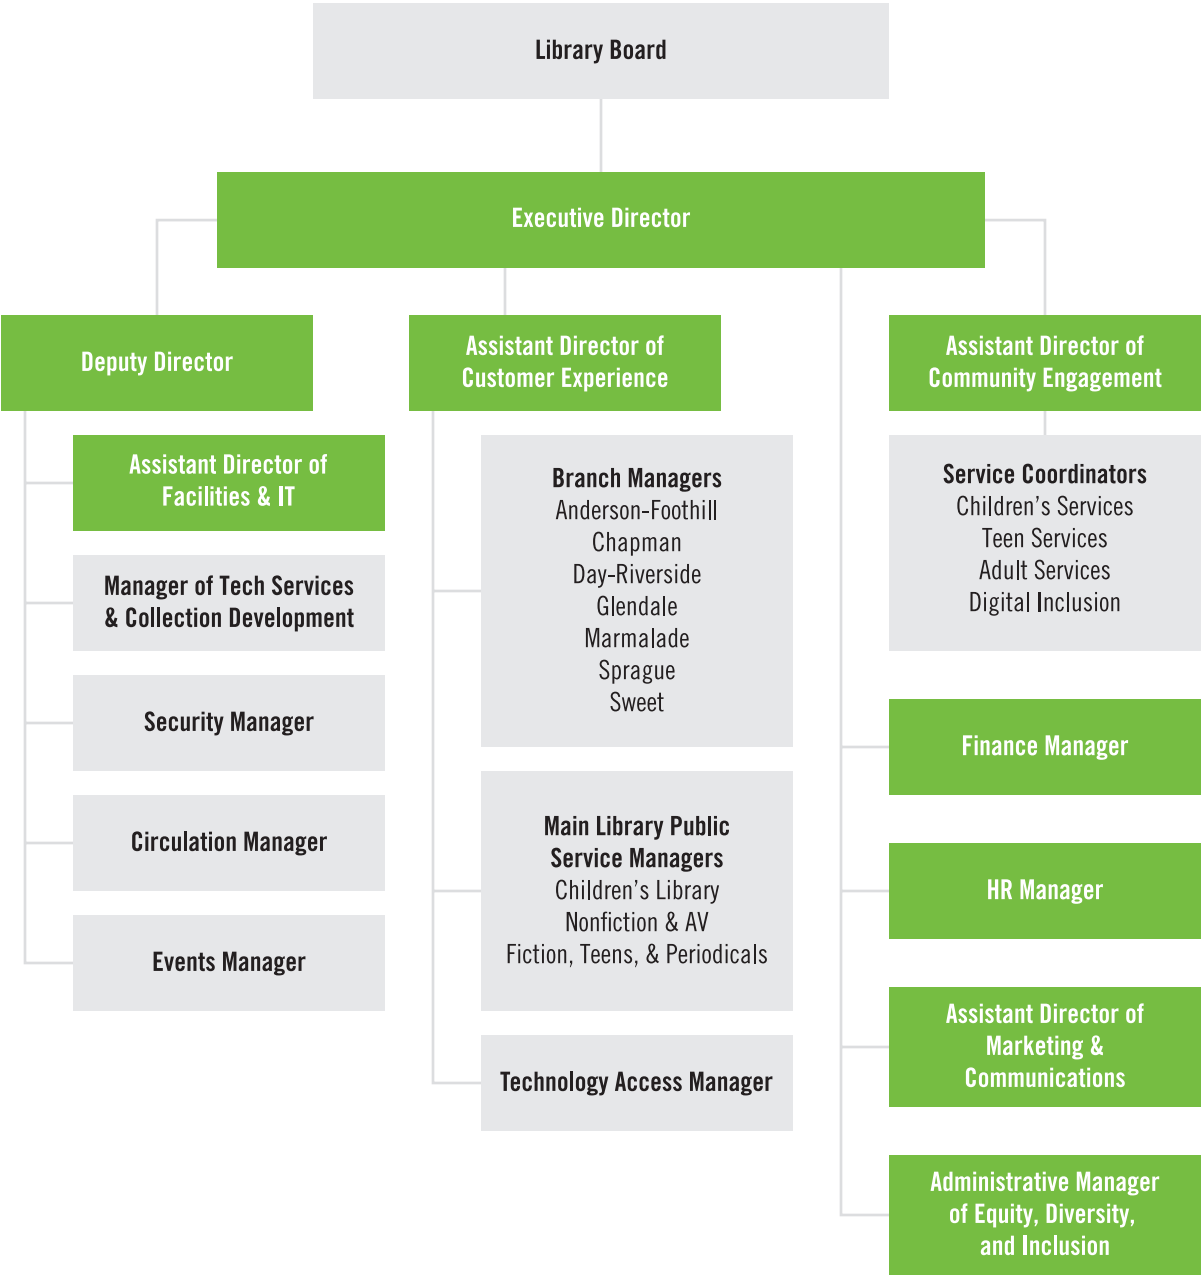 Library Board
Executive Director
Deputy Director
Assistant Director of
Facilities & IT
Manager of Tech Services
& Collection Development
Security Manager
Circulation Manager
Events Manager
Assistant Director of
Customer Experience
Branch Managers
Anderson-Foothill
Chapman
Day-Riverside
Glendale
Marmalade
Sprague
Sweet
Main Library Public
Service Managers
Children’s Library
Nonfiction & AV
Fiction, Teens, & Periodicals
Technology Access Manager
Assistant Director of
Community Engagement
Service Coordinators
Children’s Services
Teen Services
Adult Services
Digital Inclusion
Finance Manager
HR Manager
Assistant Director of
Marketing &
Communications
Administrative Manager
of Equity, Diversity,
and Inclusion